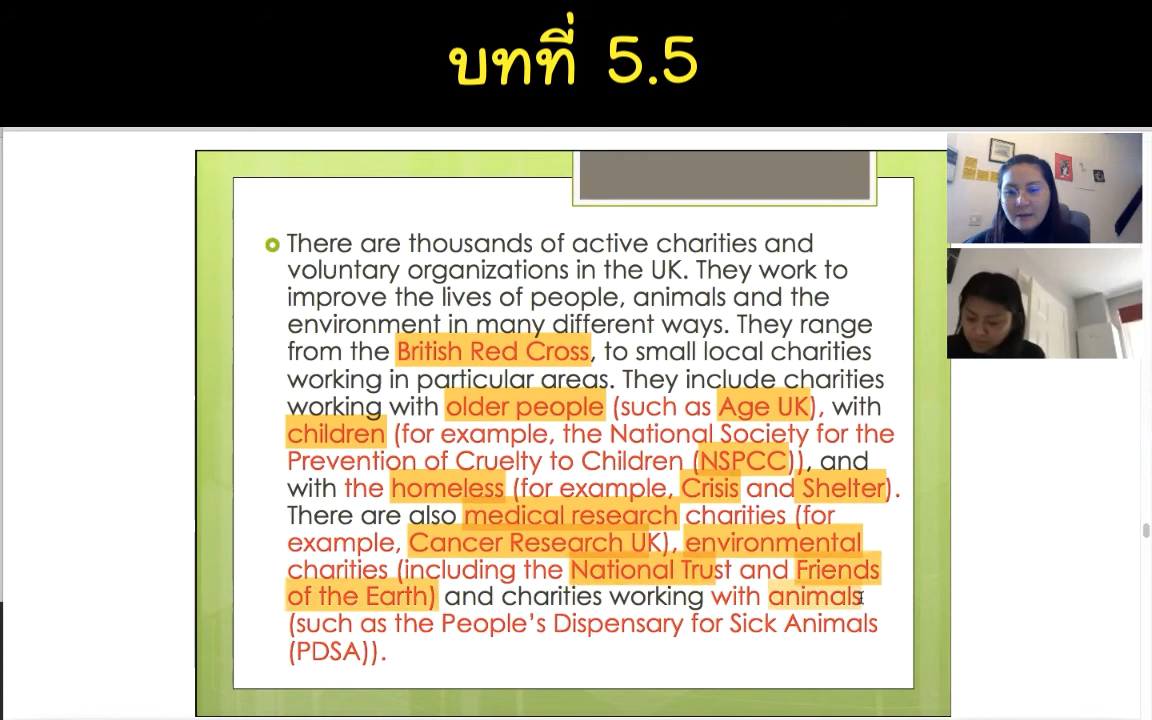 บทที่ 5.5
There are thousands of active charities and
voluntary organizations in the UK. They work to
improve the lives of people, animals and the
environment in many different ways. They range
from the British Red Cross, to small local charities
working in particular areas. They include charities
working with older people (such as Age UK), with
children (for example, the National Society for the
Prevention of Cruelty to Children (NSPCC)), and
with the homeless (for example, Crisis and Shelter).
There are also medical research charities (for
example, Cancer Research UK), environmental
charities (including the National Trust and Friends
of the Earth) and charities working with animals
(such as the People’s Dispensary for Sick Animals
(PDSA)).